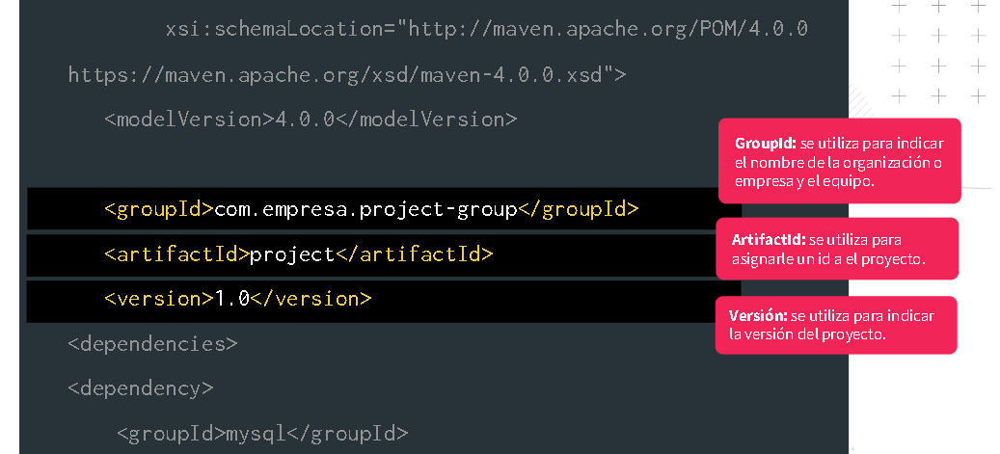 xsi:schemaLocation="http://maven.apache.org/POM/4.0.0
https://maven.apache.org/xsd/maven-4.0.0.xsd">
<modelVersion>4.0.0</modelVersion>
<groupId>com.empresa.project-group</groupId>
<artifactId>project</artifactId>
<version>1.0</version>
<dependencies>
<dependency>
<groupId>mysql</groupId>
GroupId: se utiliza para indicar
el nombre de la organización o
empresa y el equipo.
ArtifactId: se utiliza para
asignarle un id a el proyecto.
Versión: se utiliza para indicar
la versión del proyecto.